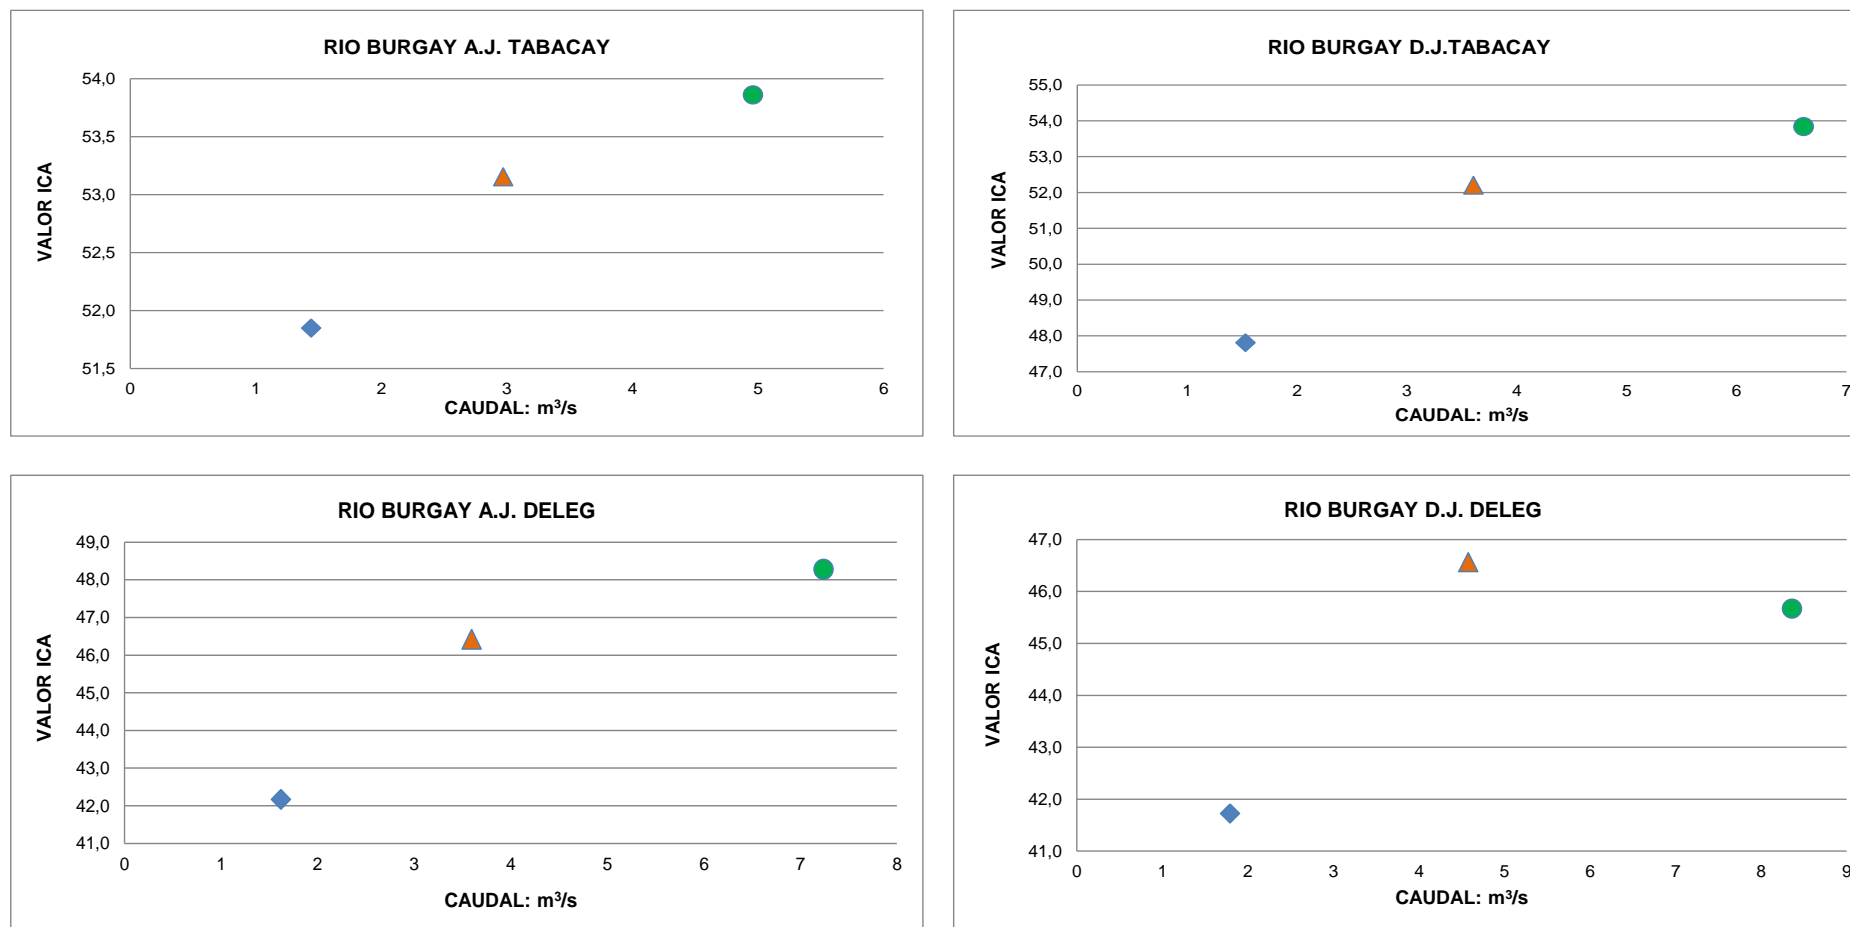 RIO BURGAY A.J. TABACAY
54,0
53,5
53,0
52,5
52,0
51,5
VALOR ICA
0 1 2 3 4 5 6
CAUDAL: m³/s
RIO BURGAY D.J.TABACAY
55,0
54,0
53,0
52,0
51,0
50,0
49,0
48,0
47,0
VALOR ICA
0 1 2 3 4 5 6 7
CAUDAL: m³/s
RIO BURGAY A.J. DELEG
49,0
48,0
47,0
46,0
45,0
44,0
43,0
42,0
41,0
VALOR ICA
0 1 2 3 4 5 6 7 8
CAUDAL: m³/s
RIO BURGAY D.J. DELEG
47,0
46,0
45,0
44,0
43,0
42,0
41,0
VALOR ICA
0 1 2 3 4 5 6 7 8 9
CAUDAL: m³/s